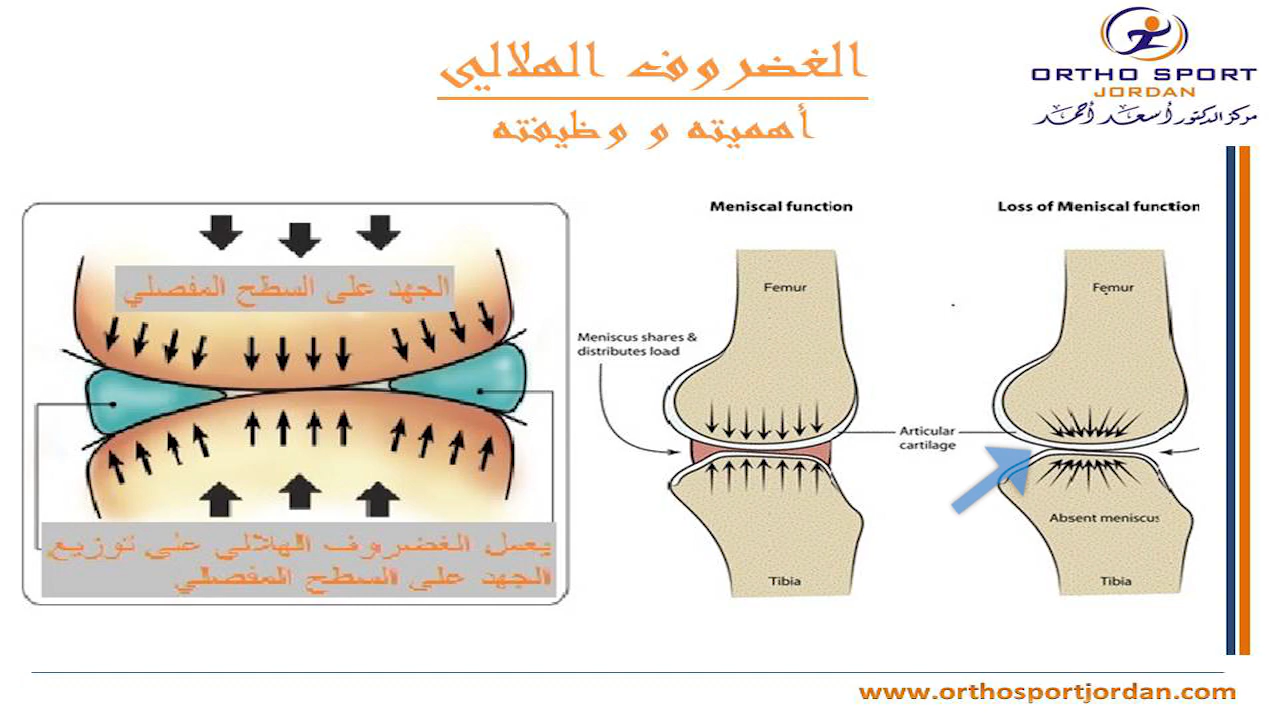 الغضروف الهلالي
أهميته و وظيفته
ORTHO SPORT
JORDAN
مركز الدكتور أسعد أحمد
الجهد على السطح المفصلي
يعمل الغضروف الهلالي على توزيع
الجهد على السطح المفصلي
Meniscal function
Femur
Meniscus shares &
distributes load
Articular
cartilage
Tibia
Loss of Meniscal function
Femur
Absent meniscus
Tibia
www.orthosportjordan.com